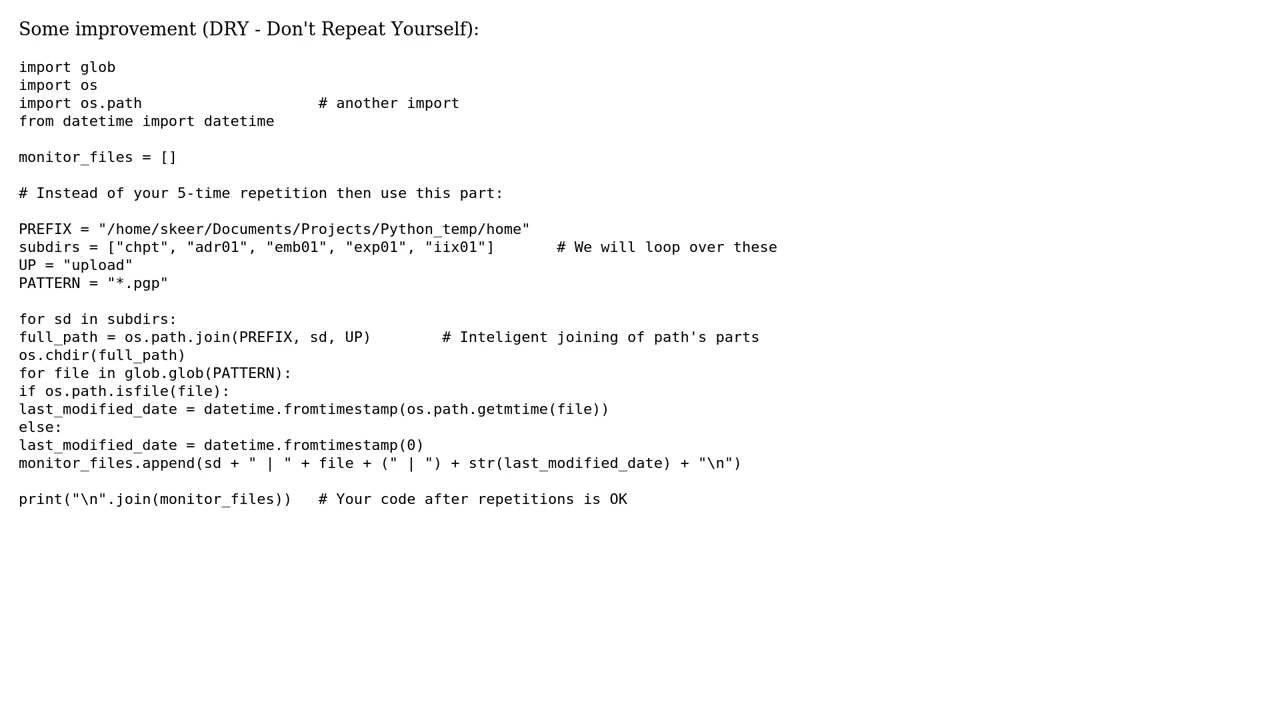 Some improvement (DRY - Don't Repeat Yourself):
import glob
import os
import os.path                    # another import
from datetime import datetime
monitor_files = []
# Instead of your 5-time repetition then use this part:
PREFIX = "/home/skeer/Documents/Projects/Python_temp/home"
subdirs = ["chpt", "adr01", "emb01", "exp01", "iix01"]       # We will loop over these
UP = "upload"
PATTERN = "*.pgp"
for sd in subdirs:
full_path = os.path.join(PREFIX, sd, UP)        # Inteligent joining of path's parts
os.chdir(full_path)
for file in glob.glob(PATTERN):
if os.path.isfile(file):
last_modified_date = datetime.fromtimestamp(os.path.getmtime(file))
else:
last_modified_date = datetime.fromtimestamp(0)
monitor_files.append(sd + " | " + file + (" | ") + str(last_modified_date) + "\n")
print("\n".join(monitor_files))   # Your code after repetitions is OK